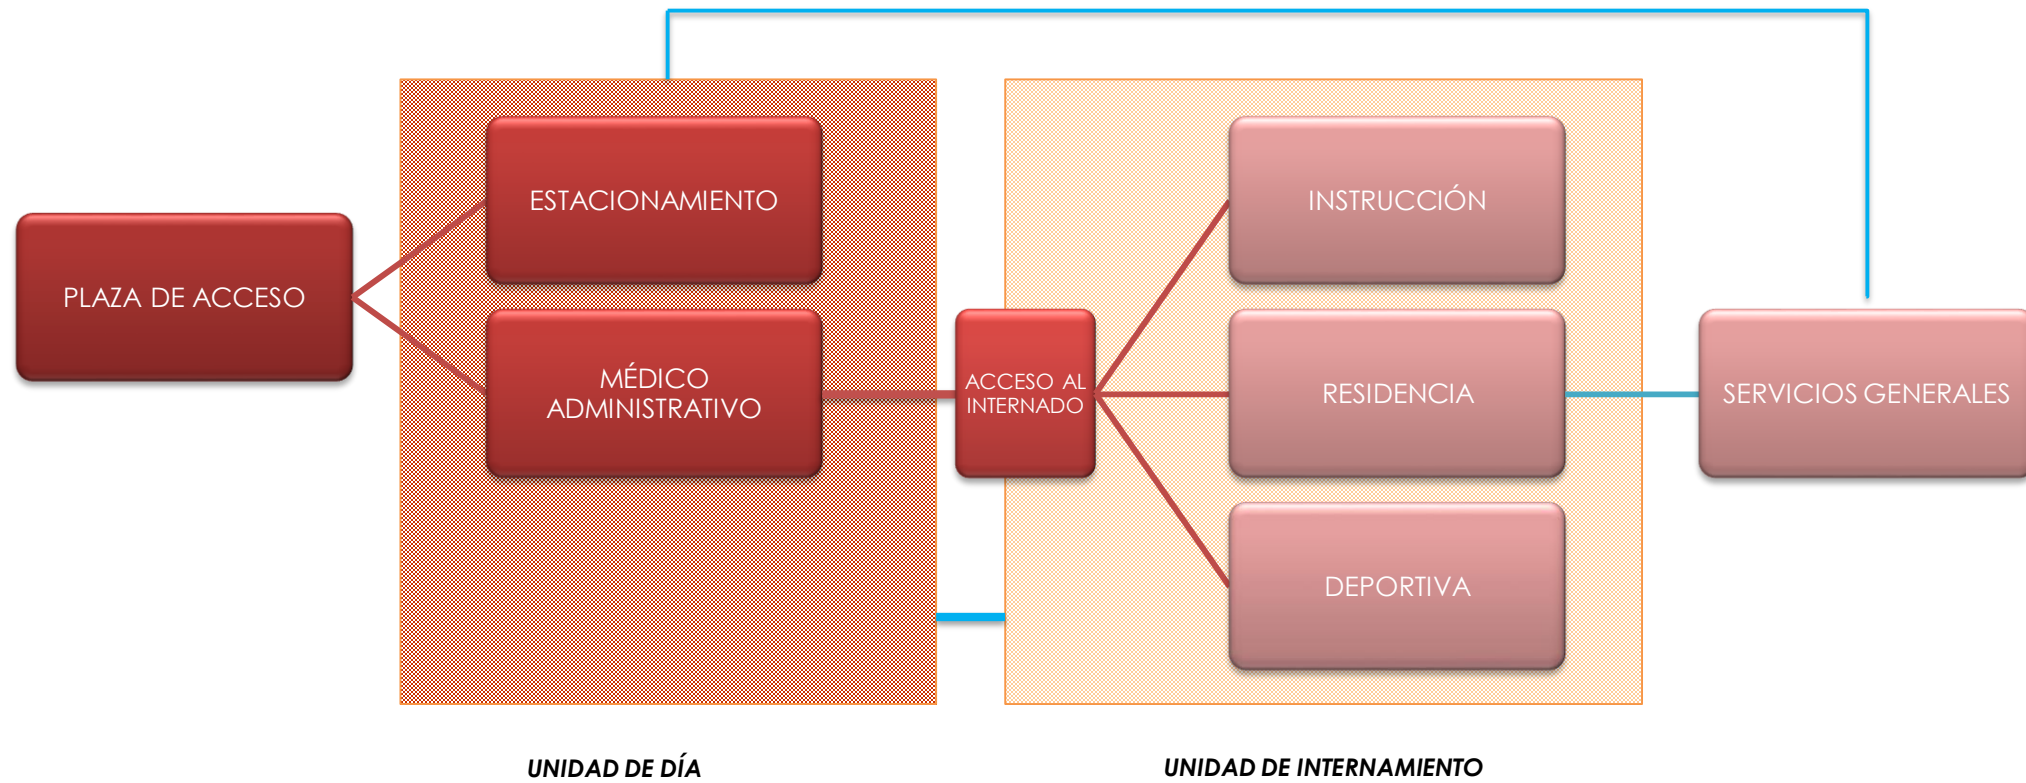 ESTACIONAMIENTO
INSTRUCCIÓN
PLAZA DE ACCESO
MÉDICO
ADMINISTRATIVO
ACCESO AL
INTERNADO
RESIDENCIA
SERVICIOS GENERALES
DEPORTIVA
UNIDAD DE DÍA
UNIDAD DE INTERNAMIENTO